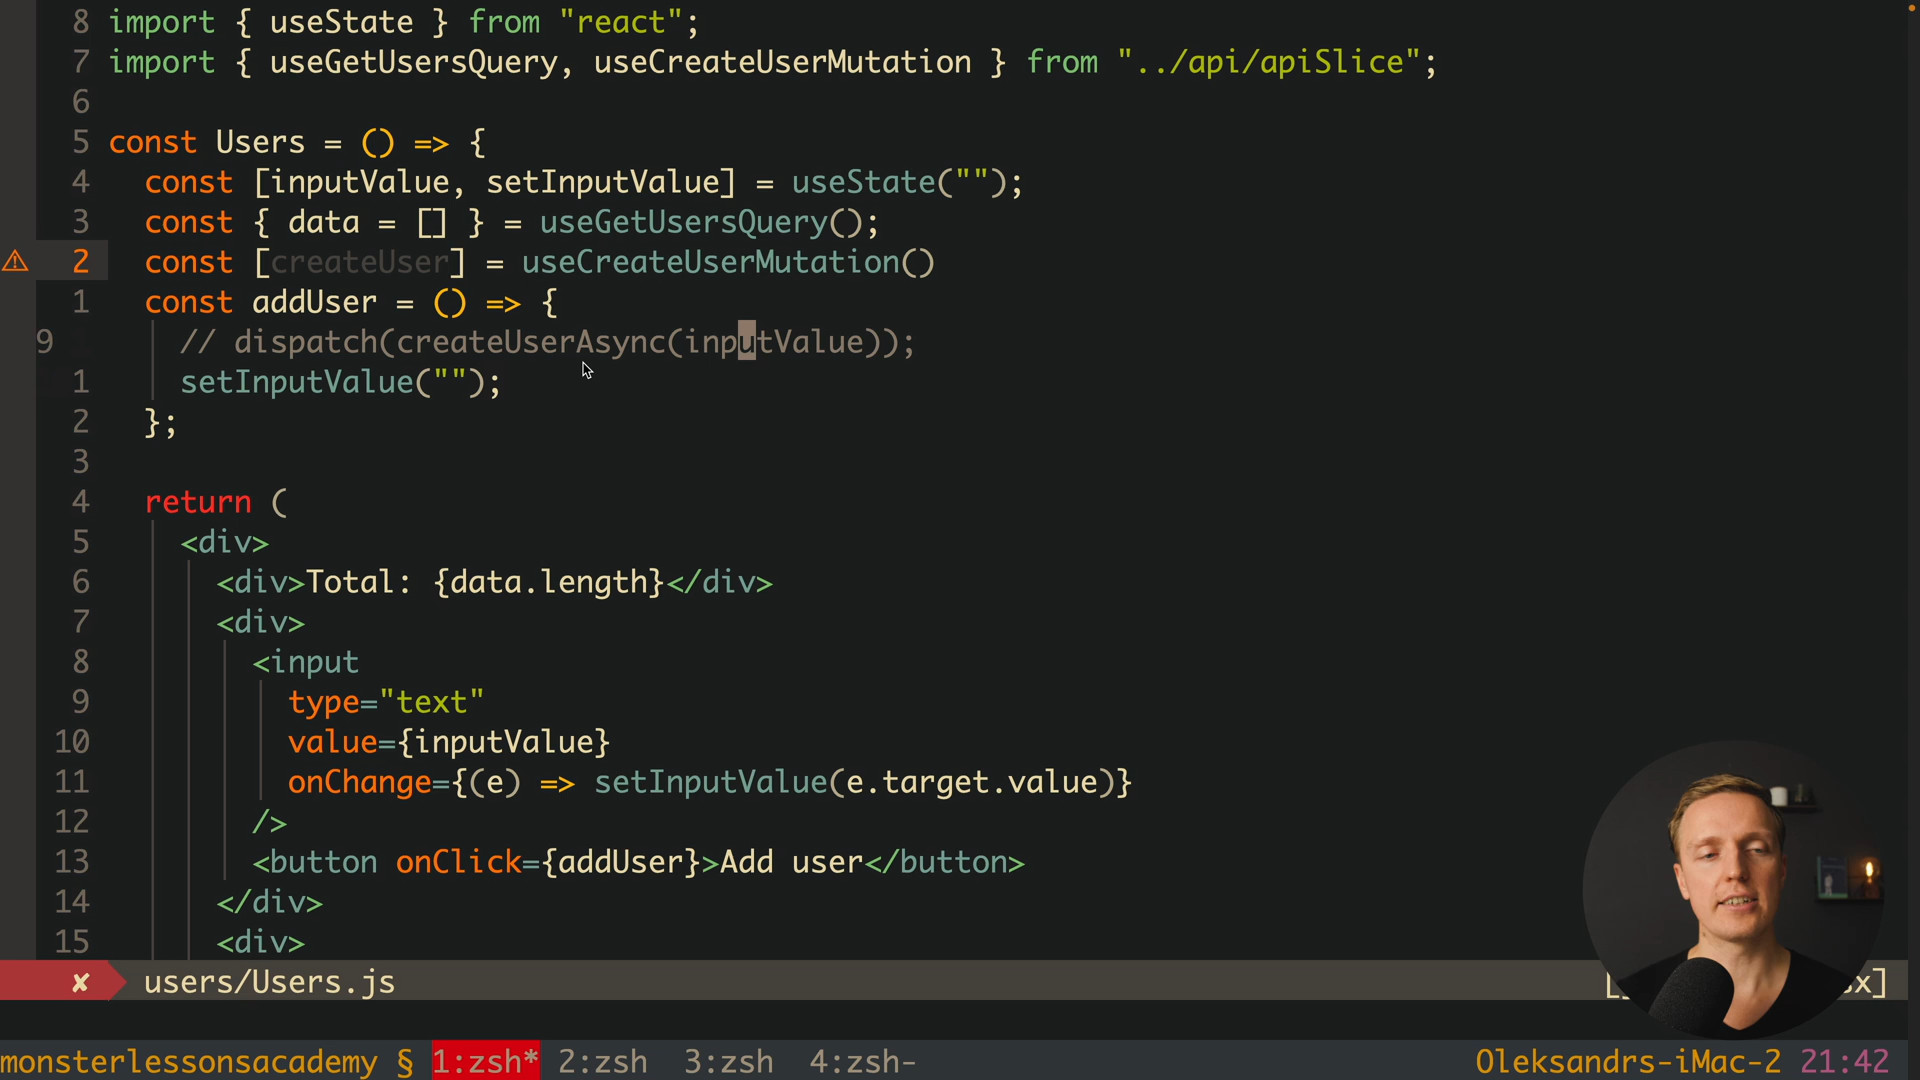 8 import { useState } from "react";
7 import { useGetUsersQuery, useCreateUserMutation } from "../api/apiSlice";
6
5 const Users = () => {
4 const [inputValue, setInputValue] = useState("");
3 const { data = [] } = useGetUsersQuery();
2 const [createUser] = useCreateUserMutation()
1 const addUser = () => {
9 // dispatch(createUserAsync(inputValue));
1 setInputValue("");
2 };
3
4 return (
5 <div>
6 <div>Total: {data.length}</div>
7 <div>
8 <input
9 type="text"
10 value={inputValue}
11 onChange={(e) => setInputValue(e.target.value)}
12 />
13 <button onClick={addUser}>Add user</button>
14 </div>
15 <div>
✘ users/Users.js
monsterlessonsacademy § 1:zsh* 2:zsh 3:zsh 4:zsh- Oleksandrs-iMac-2 21:42